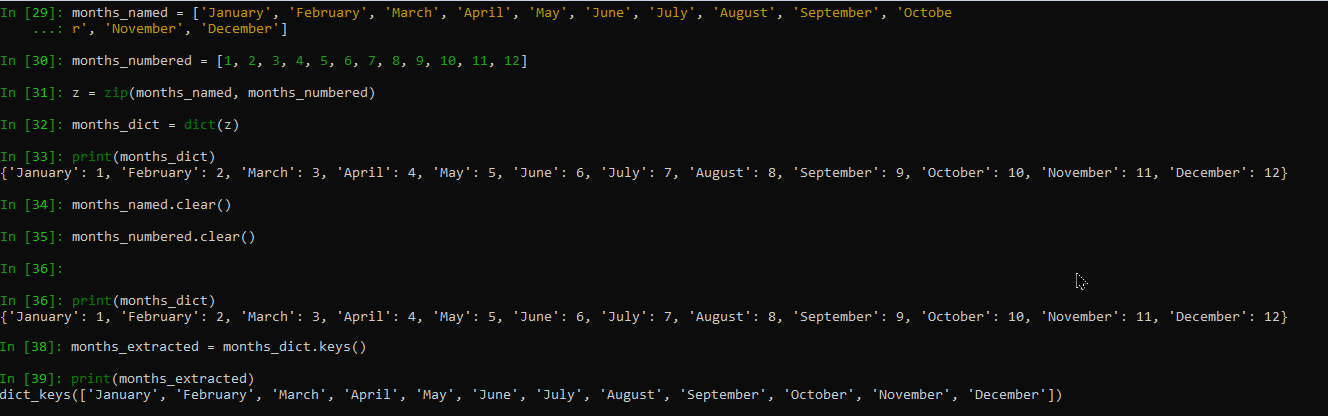 In [29]: months_named = ['January', 'February', 'March', 'April', 'May', 'June', 'July', 'August', 'September', 'Octobe
...: r', 'November', 'December']
In [30]: months_numbered = [1, 2, 3, 4, 5, 6, 7, 8, 9, 10, 11, 12]
In [31]: z = zip(months_named, months_numbered)
In [32]: months_dict = dict(z)
In [33]: print(months_dict)
{'January': 1, 'February': 2, 'March': 3, 'April': 4, 'May': 5, 'June': 6, 'July': 7, 'August': 8, 'September': 9, 'October': 10, 'November': 11, 'December': 12}
In [34]: months_named.clear()
In [35]: months_numbered.clear()
In [36]:
In [36]: print(months_dict)
{'January': 1, 'February': 2, 'March': 3, 'April': 4, 'May': 5, 'June': 6, 'July': 7, 'August': 8, 'September': 9, 'October': 10, 'November': 11, 'December': 12}
In [38]: months_extracted = months_dict.keys()
In [39]: print(months_extracted)
dict_keys(['January', 'February', 'March', 'April', 'May', 'June', 'July', 'August', 'September', 'October', 'November', 'December'])